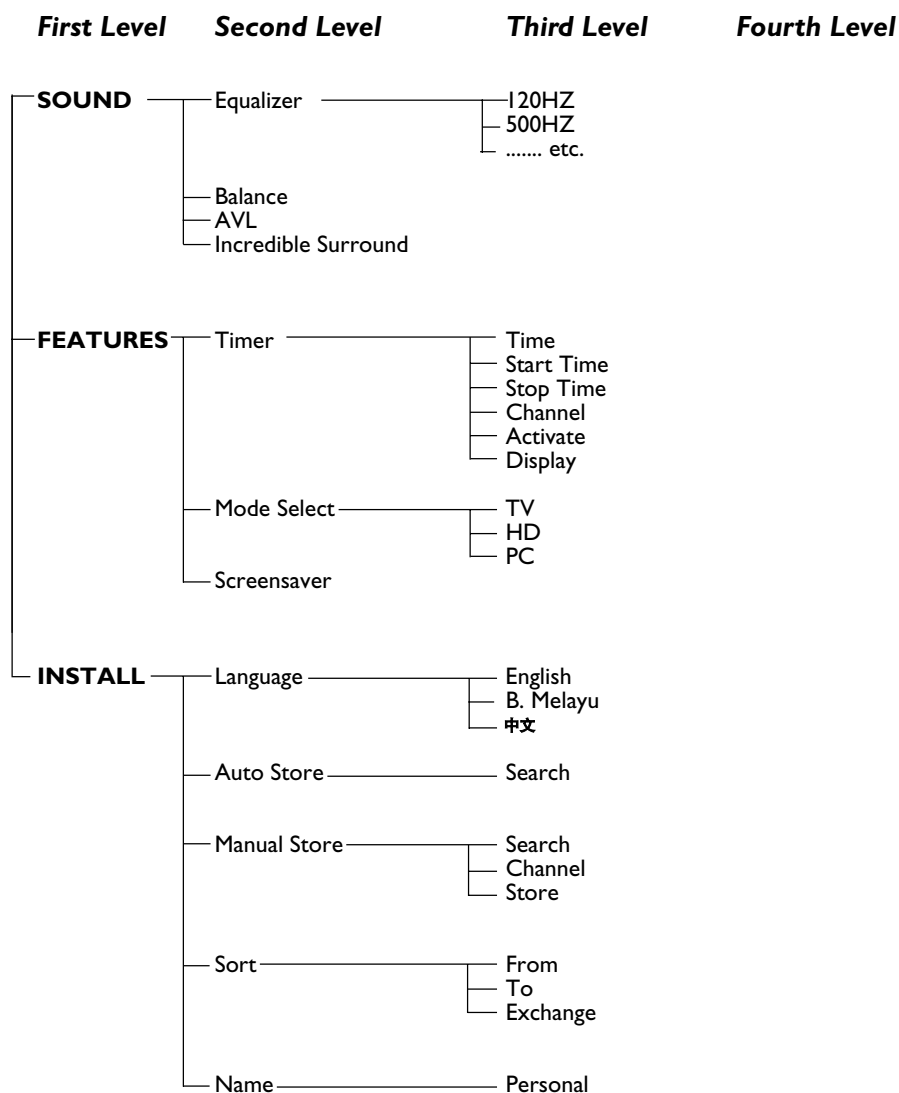 First Level Second Level Third Level Fourth Level
SOUND Equalizer 120HZ
500HZ
....... etc.
Balance
AVL
Incredible Surround
FEATURES Timer Time
Start Time
Stop Time
Channel
Activate
Display
Mode Select TV
HD
PC
Screensaver
INSTALL Language English
B. Melayu
中文
Auto Store Search
Manual Store Search
Channel
Store
Sort From
To
Exchange
Name Personal